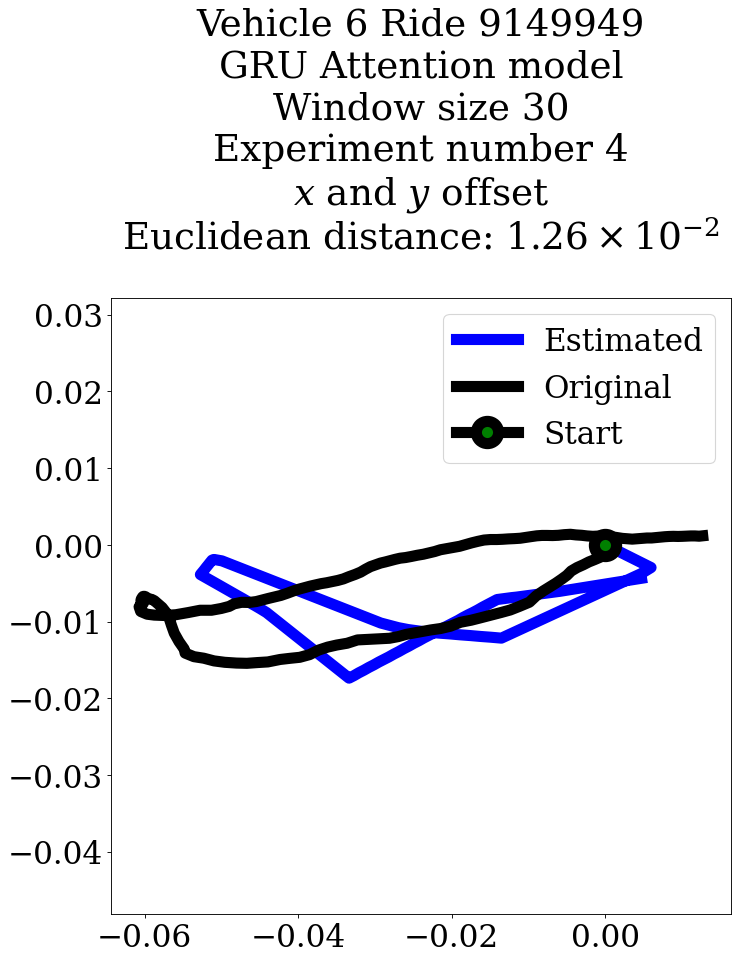 Vehicle 6 Ride 9149949
GRU Attention model
Window size 30
Experiment number 4
x and y offset
Euclidean distance: 1.26 × 10⁻²
Estimated
Original
Start
0.03
0.02
0.01
0.00
−0.01
−0.02
−0.03
−0.04
−0.06 −0.04 −0.02 0.00